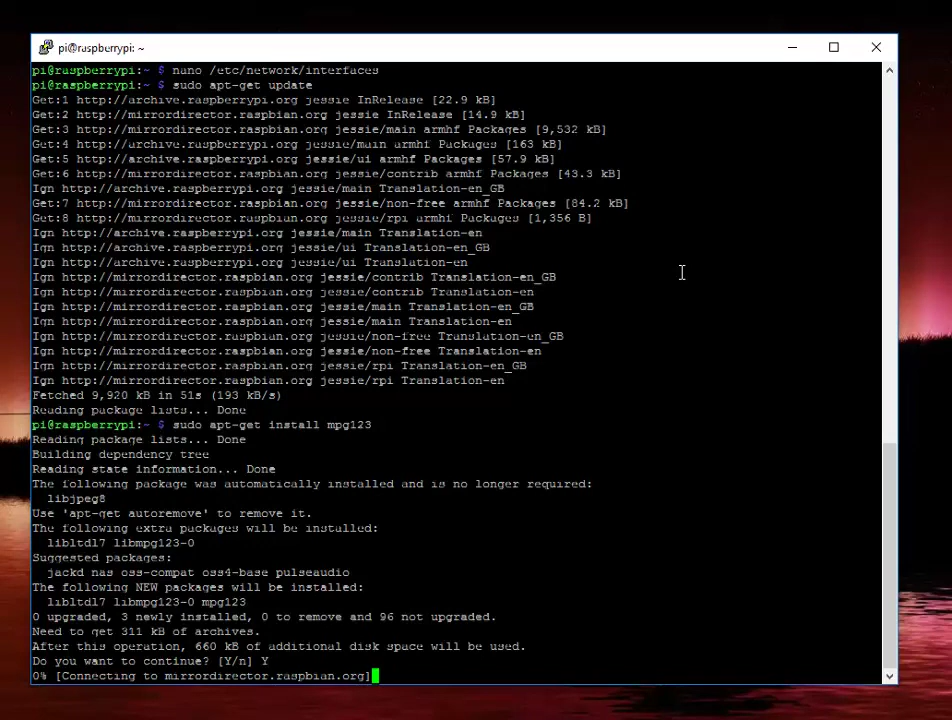 pi@raspberrypi: ~
pi@raspberrypi:~ $ nano /etc/network/interfaces
pi@raspberrypi:~ $ sudo apt-get update
Get:1 http://archive.raspberrypi.org jessie InRelease [22.9 kB]
Get:2 http://mirrordirector.raspbian.org jessie InRelease [14.9 kB]
Get:3 http://mirrordirector.raspbian.org jessie/main armhf Packages [9,532 kB]
Get:4 http://archive.raspberrypi.org jessie/main armhf Packages [163 kB]
Get:5 http://archive.raspberrypi.org jessie/ui armhf Packages [57.9 kB]
Get:6 http://mirrordirector.raspbian.org jessie/contrib armhf Packages [43.3 kB]
Ign http://archive.raspberrypi.org jessie/main Translation-en_GB
Get:7 http://mirrordirector.raspbian.org jessie/non-free armhf Packages [84.2 kB]
Get:8 http://mirrordirector.raspbian.org jessie/rpi armhf Packages [1,356 B]
Ign http://archive.raspberrypi.org jessie/main Translation-en
Ign http://archive.raspberrypi.org jessie/ui Translation-en_GB
Ign http://archive.raspberrypi.org jessie/ui Translation-en
Ign http://mirrordirector.raspbian.org jessie/contrib Translation-en_GB
Ign http://mirrordirector.raspbian.org jessie/contrib Translation-en
Ign http://mirrordirector.raspbian.org jessie/main Translation-en_GB
Ign http://mirrordirector.raspbian.org jessie/main Translation-en
Ign http://mirrordirector.raspbian.org jessie/non-free Translation-en_GB
Ign http://mirrordirector.raspbian.org jessie/non-free Translation-en
Ign http://mirrordirector.raspbian.org jessie/rpi Translation-en_GB
Ign http://mirrordirector.raspbian.org jessie/rpi Translation-en
Fetched 9,920 kB in 51s (193 kB/s)
Reading package lists... Done
pi@raspberrypi:~ $ sudo apt-get install mpg123
Reading package lists... Done
Building dependency tree
Reading state information... Done
The following package was automatically installed and is no longer required:
libjpeg8
Use 'apt-get autoremove' to remove it.
The following extra packages will be installed:
libltdl7 libmpg123-0
Suggested packages:
jackd nas oss-compat oss4-base pulseaudio
The following NEW packages will be installed:
libltdl7 libmpg123-0 mpg123
0 upgraded, 3 newly installed, 0 to remove and 96 not upgraded.
Need to get 311 kB of archives.
After this operation, 660 kB of additional disk space will be used.
Do you want to continue? [Y/n] Y
0% [Connecting to mirrordirector.raspbian.org]